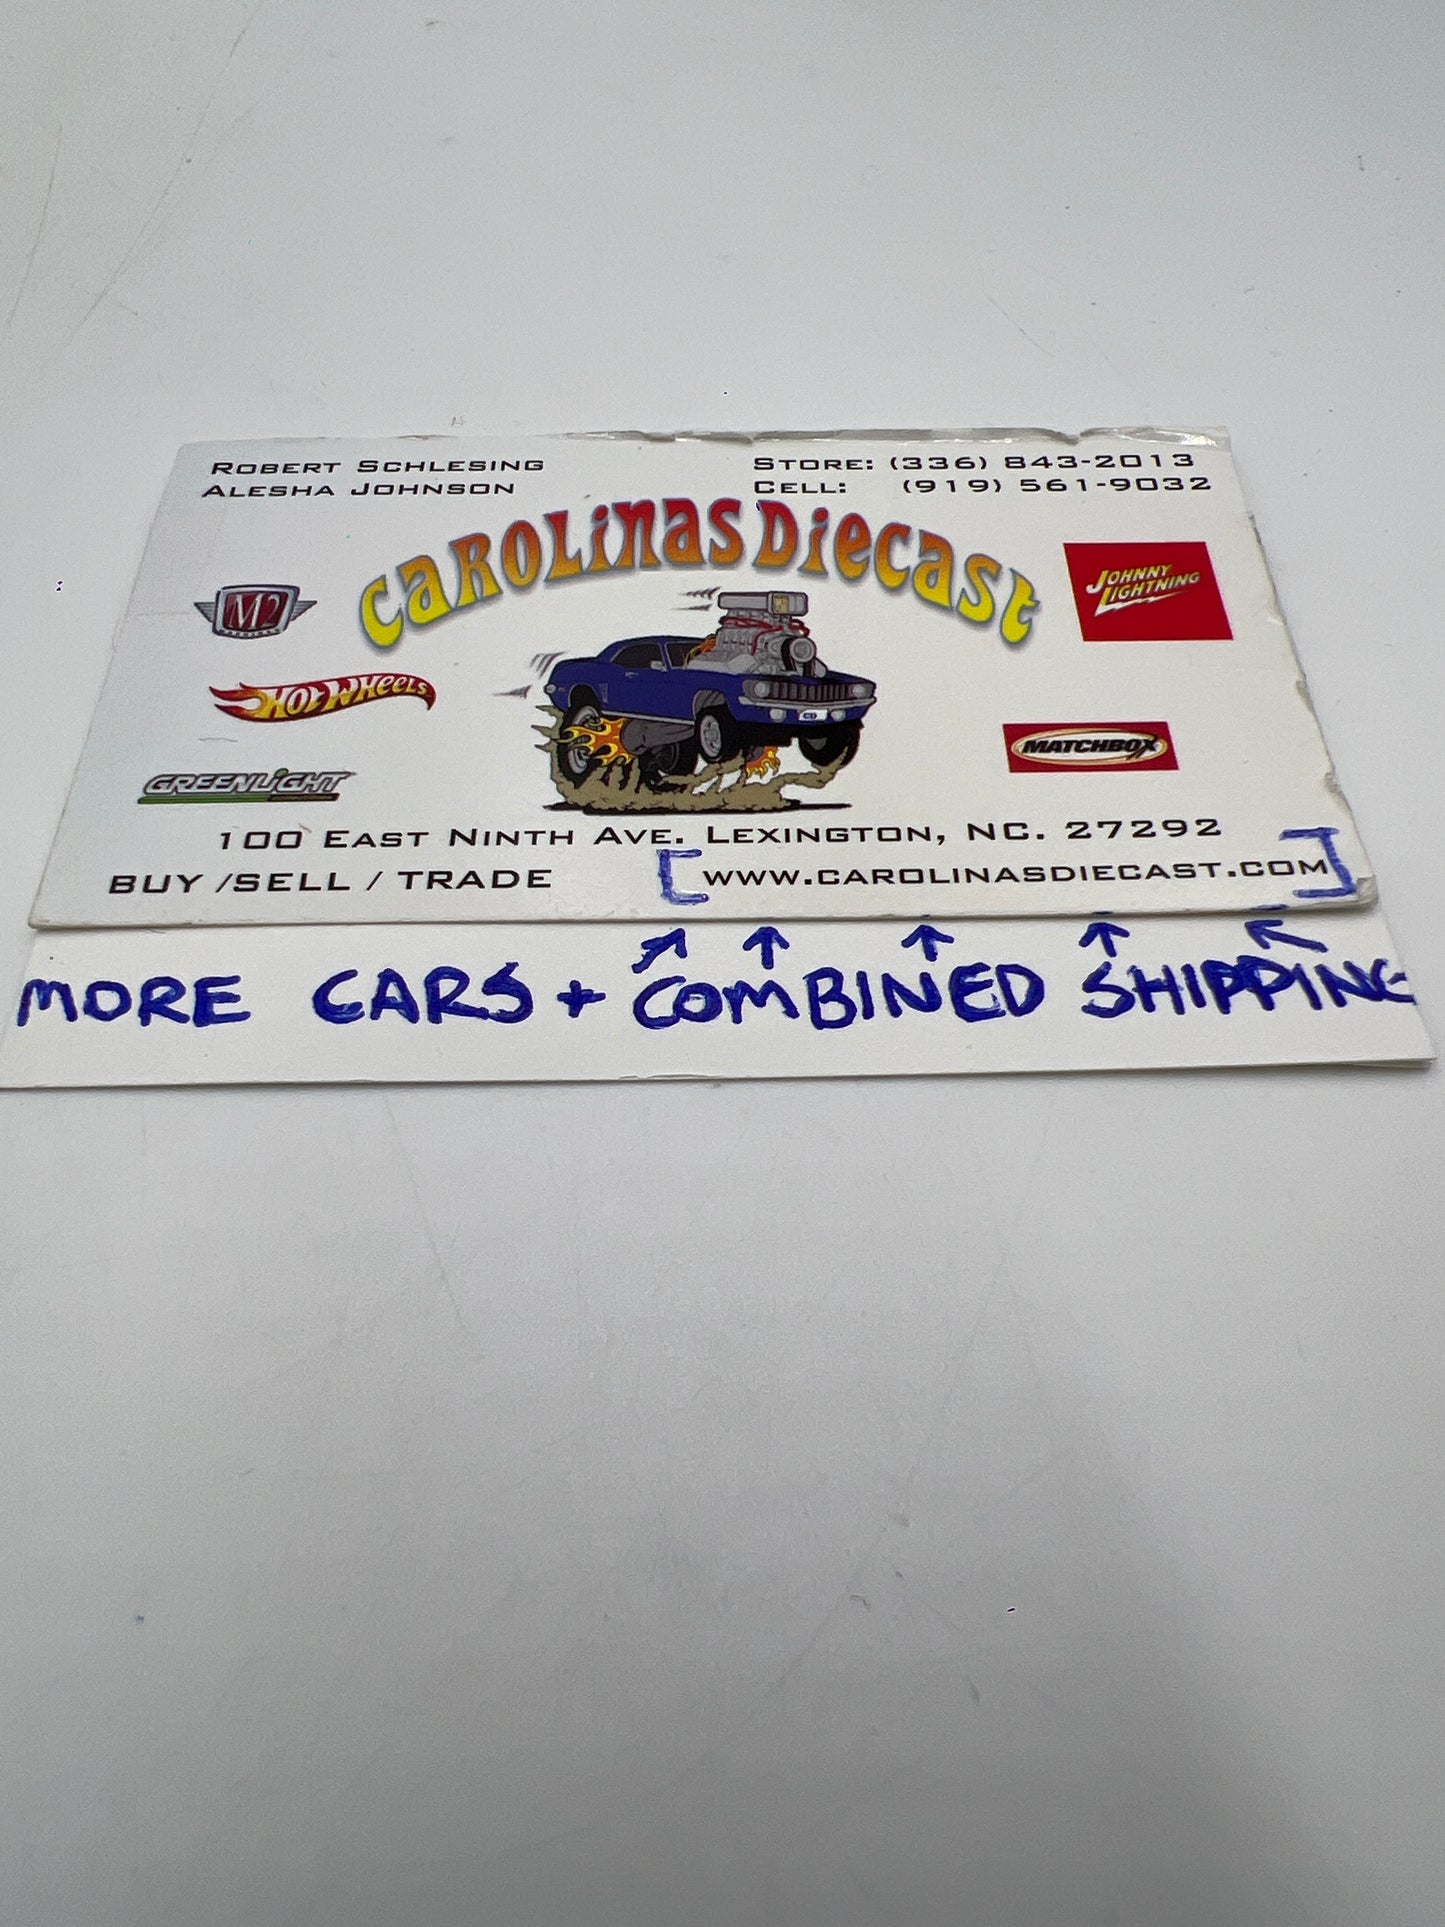 ROBERT SCHLESING
ALESHA JOHNSON
STORE: (336) 843-2013
CELL: (919) 561-9032
CAROLINAS DIECAST
M2
JOHNNY LIGHTNING
HOT WHEELS
MATCHBOX
GREENLIGHT
100 EAST NINTH AVE. LEXINGTON, NC. 27292
BUY /SELL / TRADE
[WWW.CAROLINASDIECAST.COM]
MORE CARS + COMBINED SHIPPING